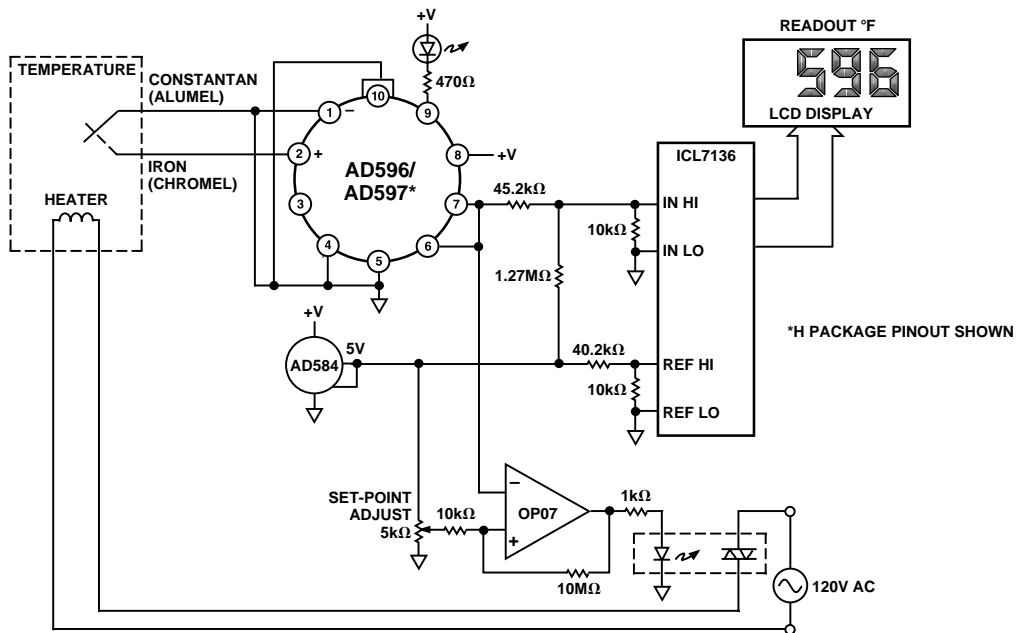 READOUT °F
596
LCD DISPLAY
+V
470Ω
TEMPERATURE
CONSTANTAN
(ALUMEL)
IRON
(CHROMEL)
HEATER
10
1
–
9
2
+
8
+V
3
7
4
6
5
AD596/
AD597*
45.2kΩ
ICL7136
IN HI
10kΩ
IN LO
1.27MΩ
*H PACKAGE PINOUT SHOWN
+V
AD584
5V
40.2kΩ
REF HI
10kΩ
REF LO
SET-POINT
ADJUST
5kΩ
10kΩ
–
OP07
+
10MΩ
1kΩ
120V AC